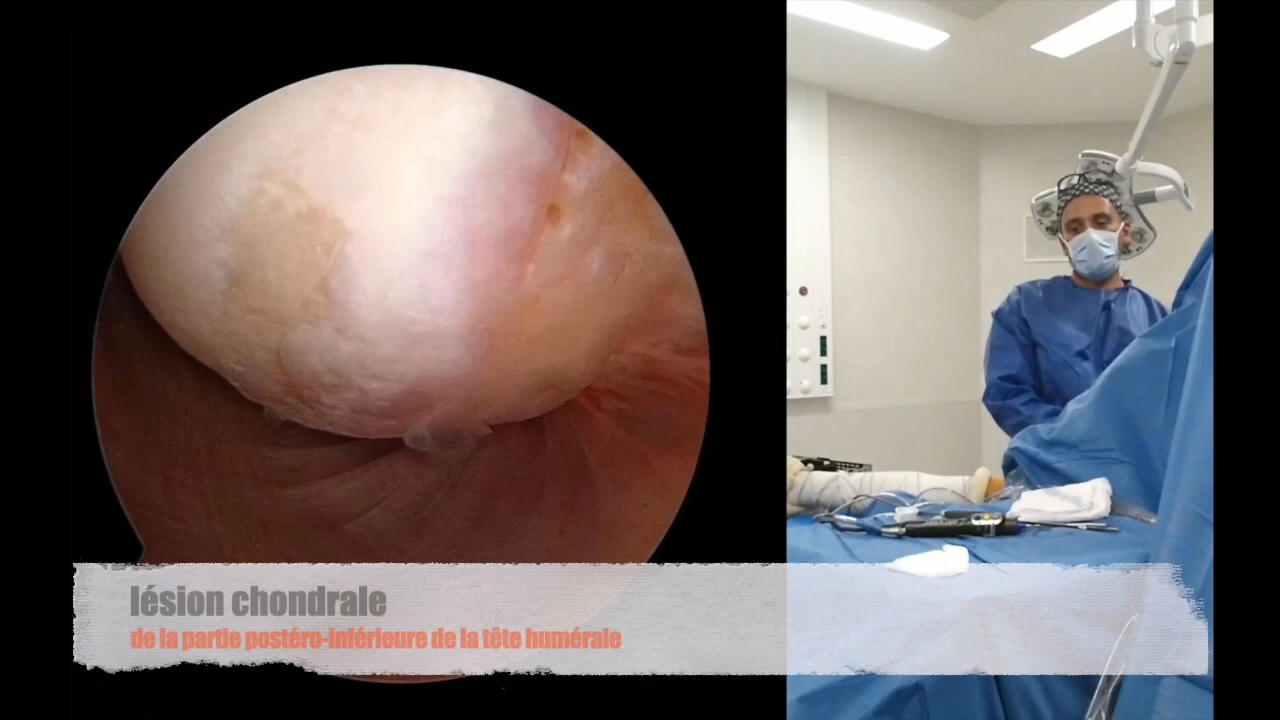 lésion chondrale
de la partie postéro-inférieure de la tête humérale